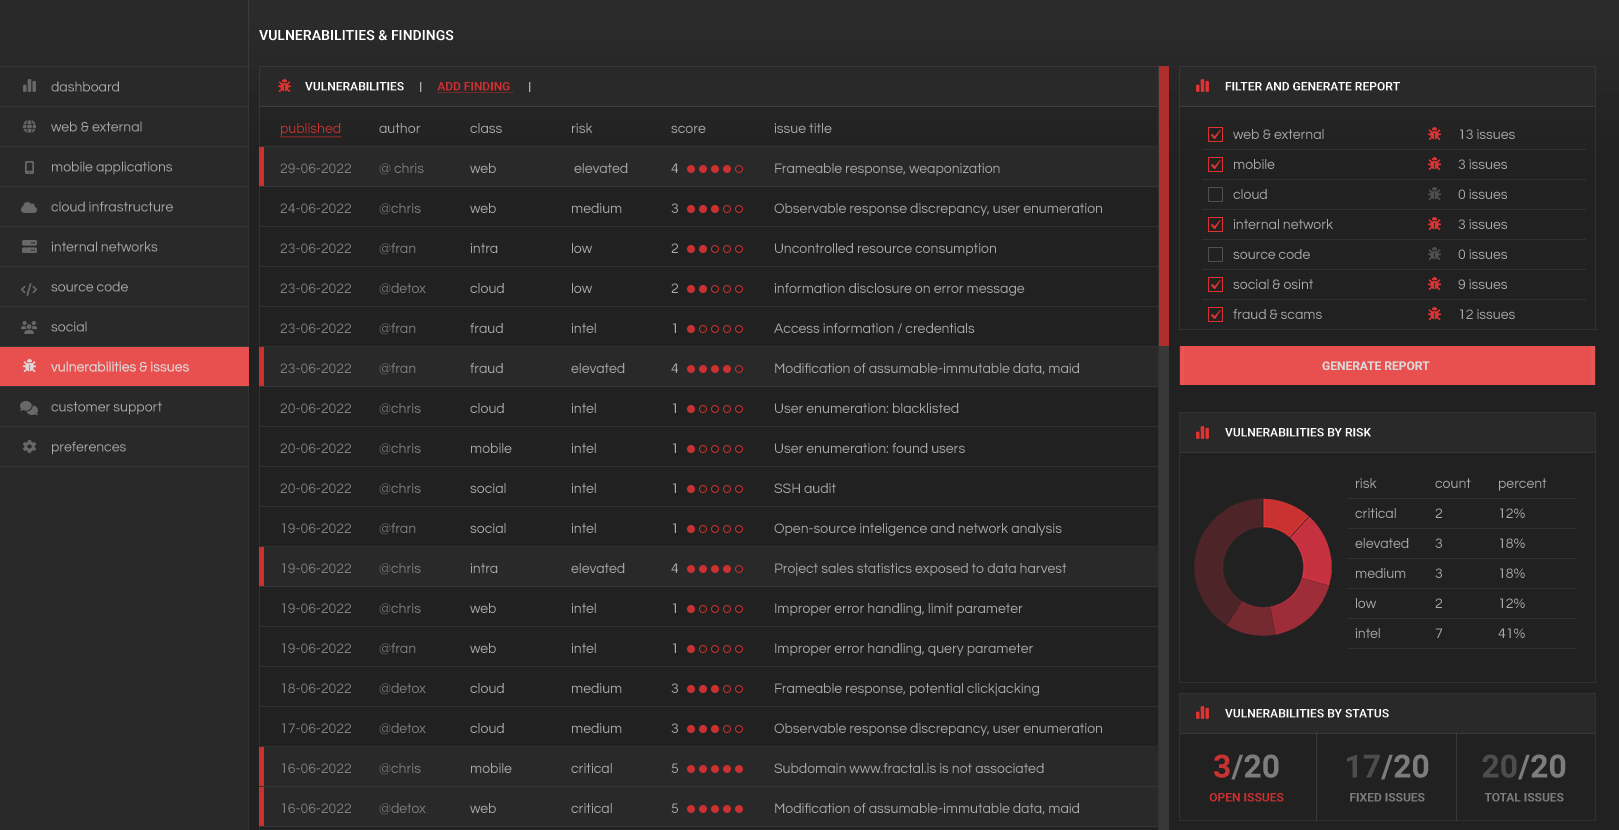 VULNERABILITIES & FINDINGS
dashboard
web & external
mobile applications
cloud infrastructure
internal networks
source code
social
vulnerabilities & issues
customer support
preferences
VULNERABILITIES | ADD FINDING |
published author class risk score issue title
29-06-2022 @ chris web elevated 4 Frameable response, weaponization
24-06-2022 @chris web medium 3 Observable response discrepancy, user enumeration
23-06-2022 @fran intra low 2 Uncontrolled resource consumption
23-06-2022 @detox cloud low 2 information disclosure on error message
23-06-2022 @fran fraud intel 1 Access information / credentials
23-06-2022 @fran fraud elevated 4 Modification of assumable-immutable data, maid
20-06-2022 @chris cloud intel 1 User enumeration: blacklisted
20-06-2022 @chris mobile intel 1 User enumeration: found users
20-06-2022 @chris social intel 1 SSH audit
19-06-2022 @fran social intel 1 Open-source inteligence and network analysis
19-06-2022 @chris intra elevated 4 Project sales statistics exposed to data harvest
19-06-2022 @chris web intel 1 Improper error handling, limit parameter
19-06-2022 @fran web intel 1 Improper error handling, query parameter
18-06-2022 @detox cloud medium 3 Frameable response, potential clickjacking
17-06-2022 @detox cloud medium 3 Observable response discrepancy, user enumeration
16-06-2022 @chris mobile critical 5 Subdomain www.fractal.is is not associated
16-06-2022 @detox web critical 5 Modification of assumable-immutable data, maid
FILTER AND GENERATE REPORT
web & external 13 issues
mobile 3 issues
cloud 0 issues
internal network 3 issues
source code 0 issues
social & osint 9 issues
fraud & scams 12 issues
GENERATE REPORT
VULNERABILITIES BY RISK
risk count percent
critical 2 12%
elevated 3 18%
medium 3 18%
low 2 12%
intel 7 41%
VULNERABILITIES BY STATUS
3/20 17/20 20/20
OPEN ISSUES FIXED ISSUES TOTAL ISSUES